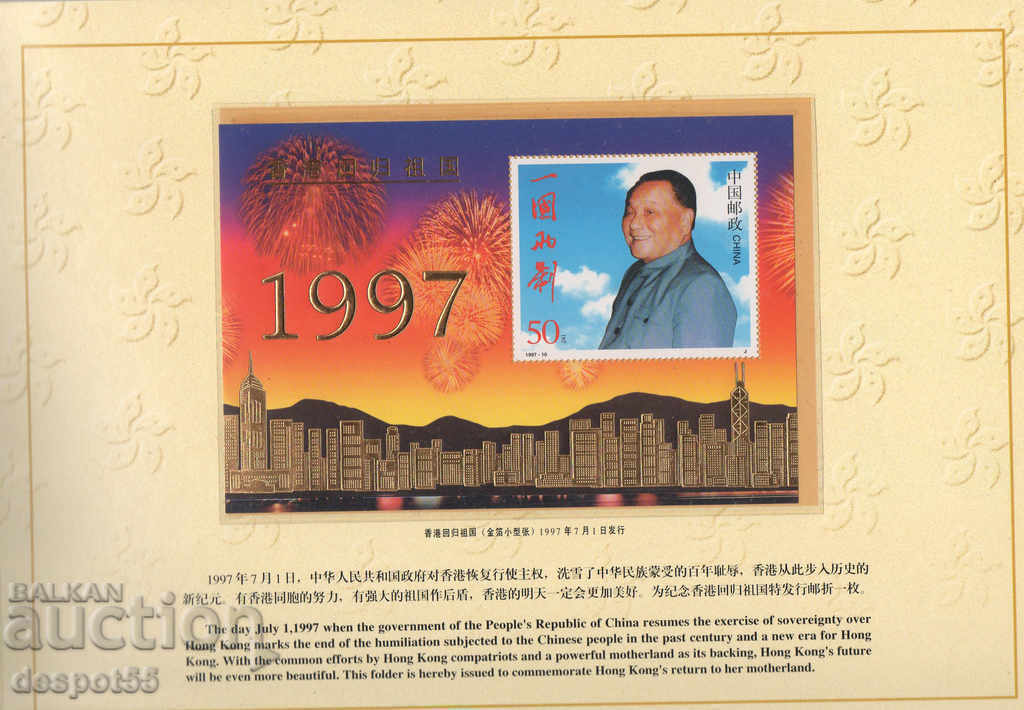 香港回归祖国
1997
一國两制
中国邮政 CHINA
50元
1997-10
J
香港回归祖国（金箔小型张）1997年7月1日发行
1997年7月1日，中华人民共和国政府对香港恢复行使主权，洗雪了中华民族蒙受的百年耻辱，香港从此步入历史的
新纪元。有香港同胞的努力，有强大的祖国作后盾，香港的明天一定会更加美好。为纪念香港回归祖国特发行邮折一枚。
The day July 1,1997 when the government of the People's Republic of China resumes the exercise of sovereignty over
Hong Kong marks the end of the humiliation subjected to the Chinese people in the past century and a new era for Hong
Kong. With the common efforts by Hong Kong compatriots and a powerful motherland as its backing, Hong Kong's future
will be even more beautiful. This folder is hereby issued to commemorate Hong Kong's return to her motherland.
BALKAN
auction
despot55